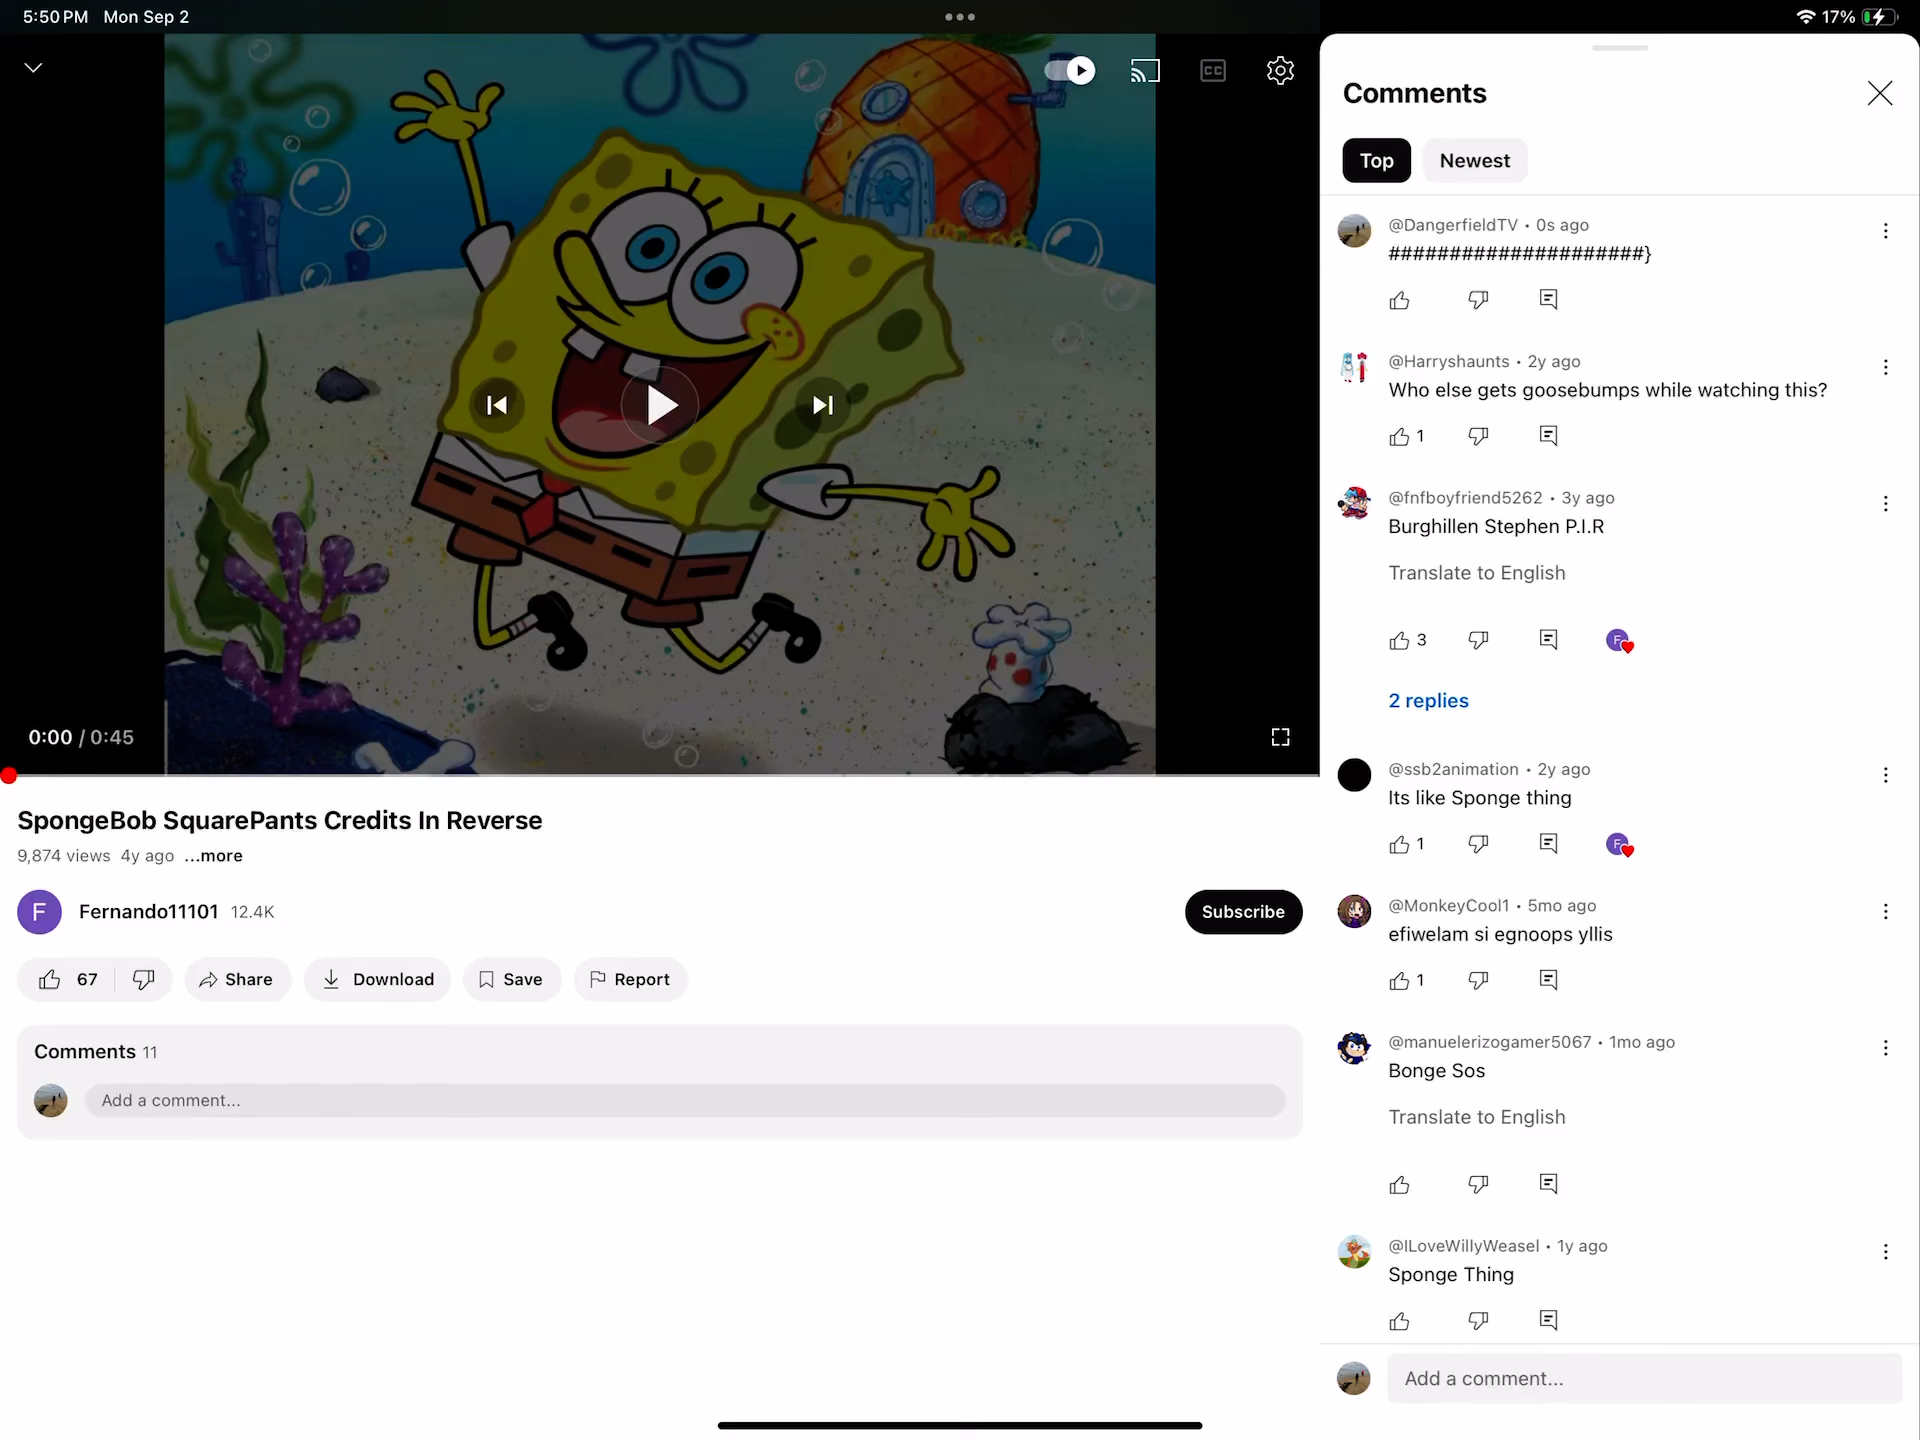 5:50 PM Mon Sep 2
17%
CC
0:00 / 0:45
SpongeBob SquarePants Credits In Reverse
9,874 views 4y ago ...more
F Fernando11101 12.4K
Subscribe
67 Share Download Save Report
Comments 11
Add a comment...
Comments
Top Newest
@DangerfieldTV • 0s ago
######################}
@Harryshaunts • 2y ago
Who else gets goosebumps while watching this?
1
@fnfboyfriend5262 • 3y ago
Burghillen Stephen P.I.R
Translate to English
3 F
2 replies
@ssb2animation • 2y ago
Its like Sponge thing
1 F
@MonkeyCool1 • 5mo ago
efiwelam si egnoops yllis
1
@manuelerizogamer5067 • 1mo ago
Bonge Sos
Translate to English
@ILoveWillyWeasel • 1y ago
Sponge Thing
Add a comment...